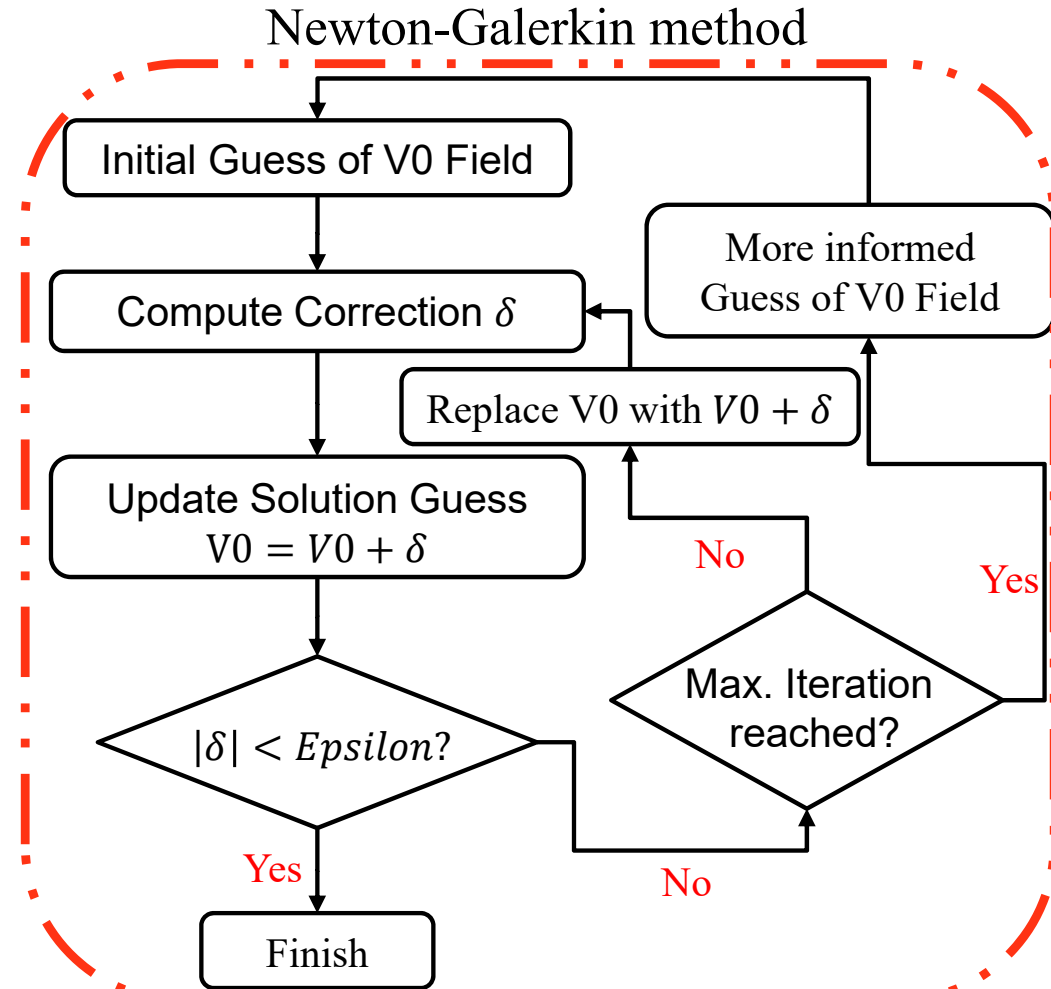 Newton-Galerkin method
Initial Guess of V0 Field
More informed
Guess of V0 Field
Compute Correction δ
Replace V0 with V0 + δ
Update Solution Guess
V0 = V0 + δ
No
Yes
Max. Iteration
reached?
|δ| < Epsilon?
Yes
No
Finish